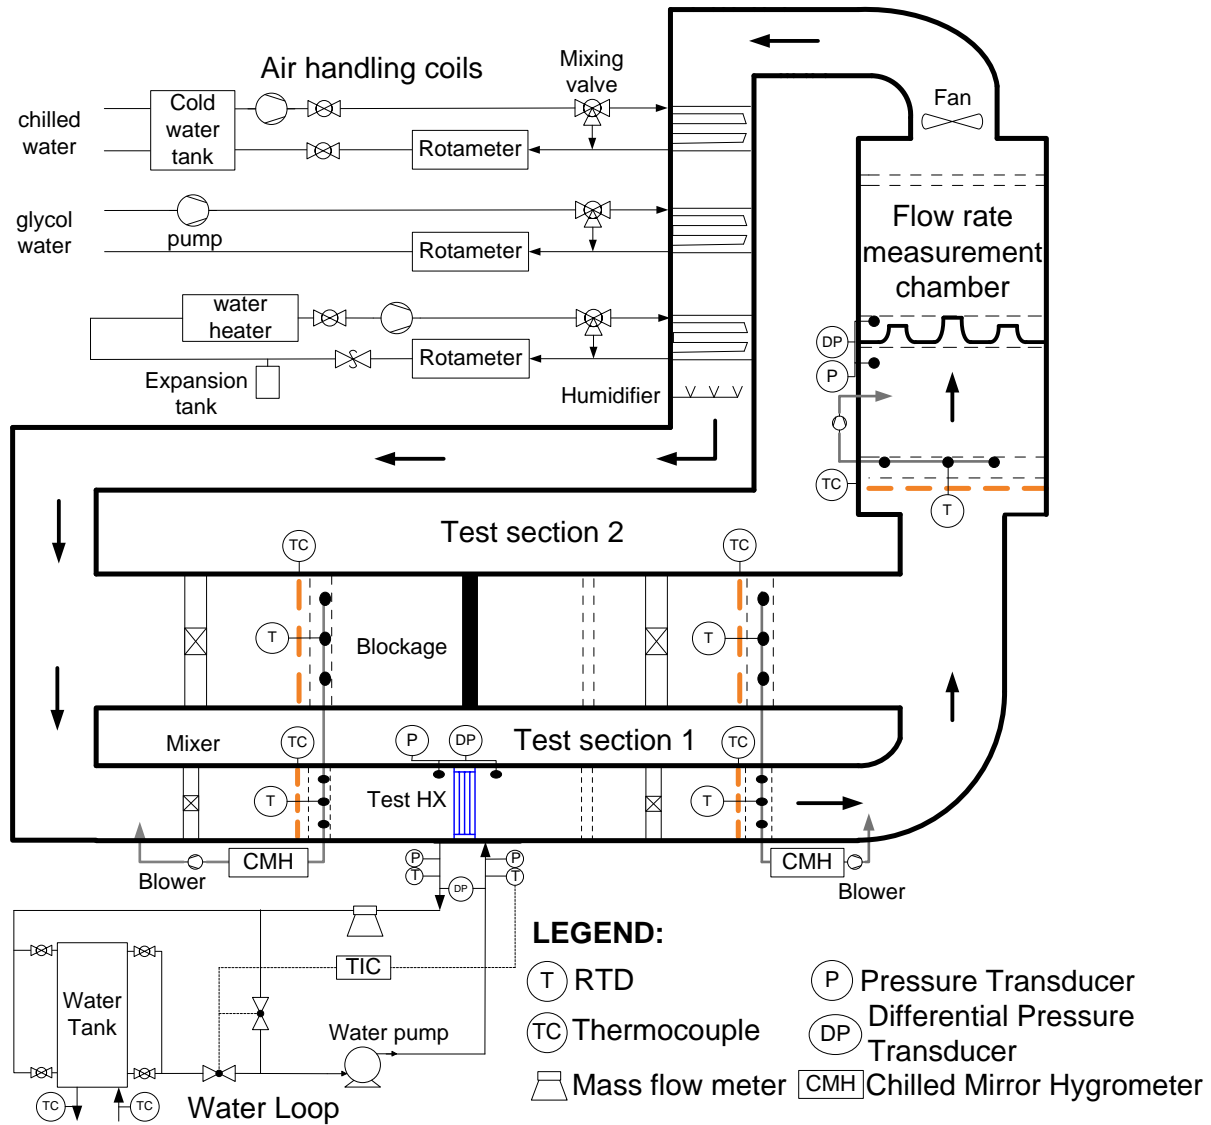 Air handling coils
Mixing
valve
Fan
chilled
water
Cold
water
tank
Rotameter
glycol
water
pump
Rotameter
Flow rate
measurement
chamber
water
heater
Rotameter
Expansion
tank
Humidifier
DP
P
TC
T
Test section 2
TC
TC
T
Blockage
T
Mixer
TC
P
DP
Test section 1
TC
T
Test HX
T
CMH
Blower
P
T
DP
P
T
CMH
Blower
TIC
Water
Tank
Water pump
TC
TC
Water Loop
LEGEND:
T RTD
P Pressure Transducer
TC Thermocouple
DP Differential Pressure
Transducer
Mass flow meter
CMH Chilled Mirror Hygrometer